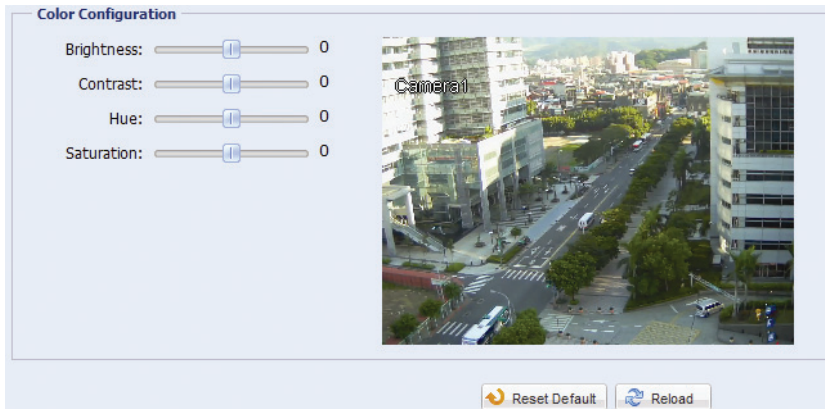 Color Configuration
Brightness: 0
Camera1
Contrast: 0
Hue: 0
Saturation: 0
Reset Default Reload